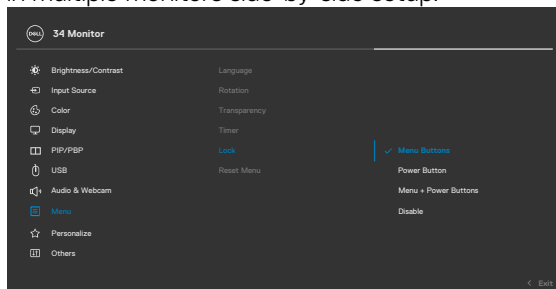 in multiple monitors side-by-side setup.
DELL 34 Monitor
Brightness/Contrast Language
Input Source Rotation
Color Transparency
Display Timer
PIP/PBP Lock ✓ Menu Buttons
USB Reset Menu Power Button
Audio & Webcam Menu + Power Buttons
Menu Disable
Personalize
Others
< Exit